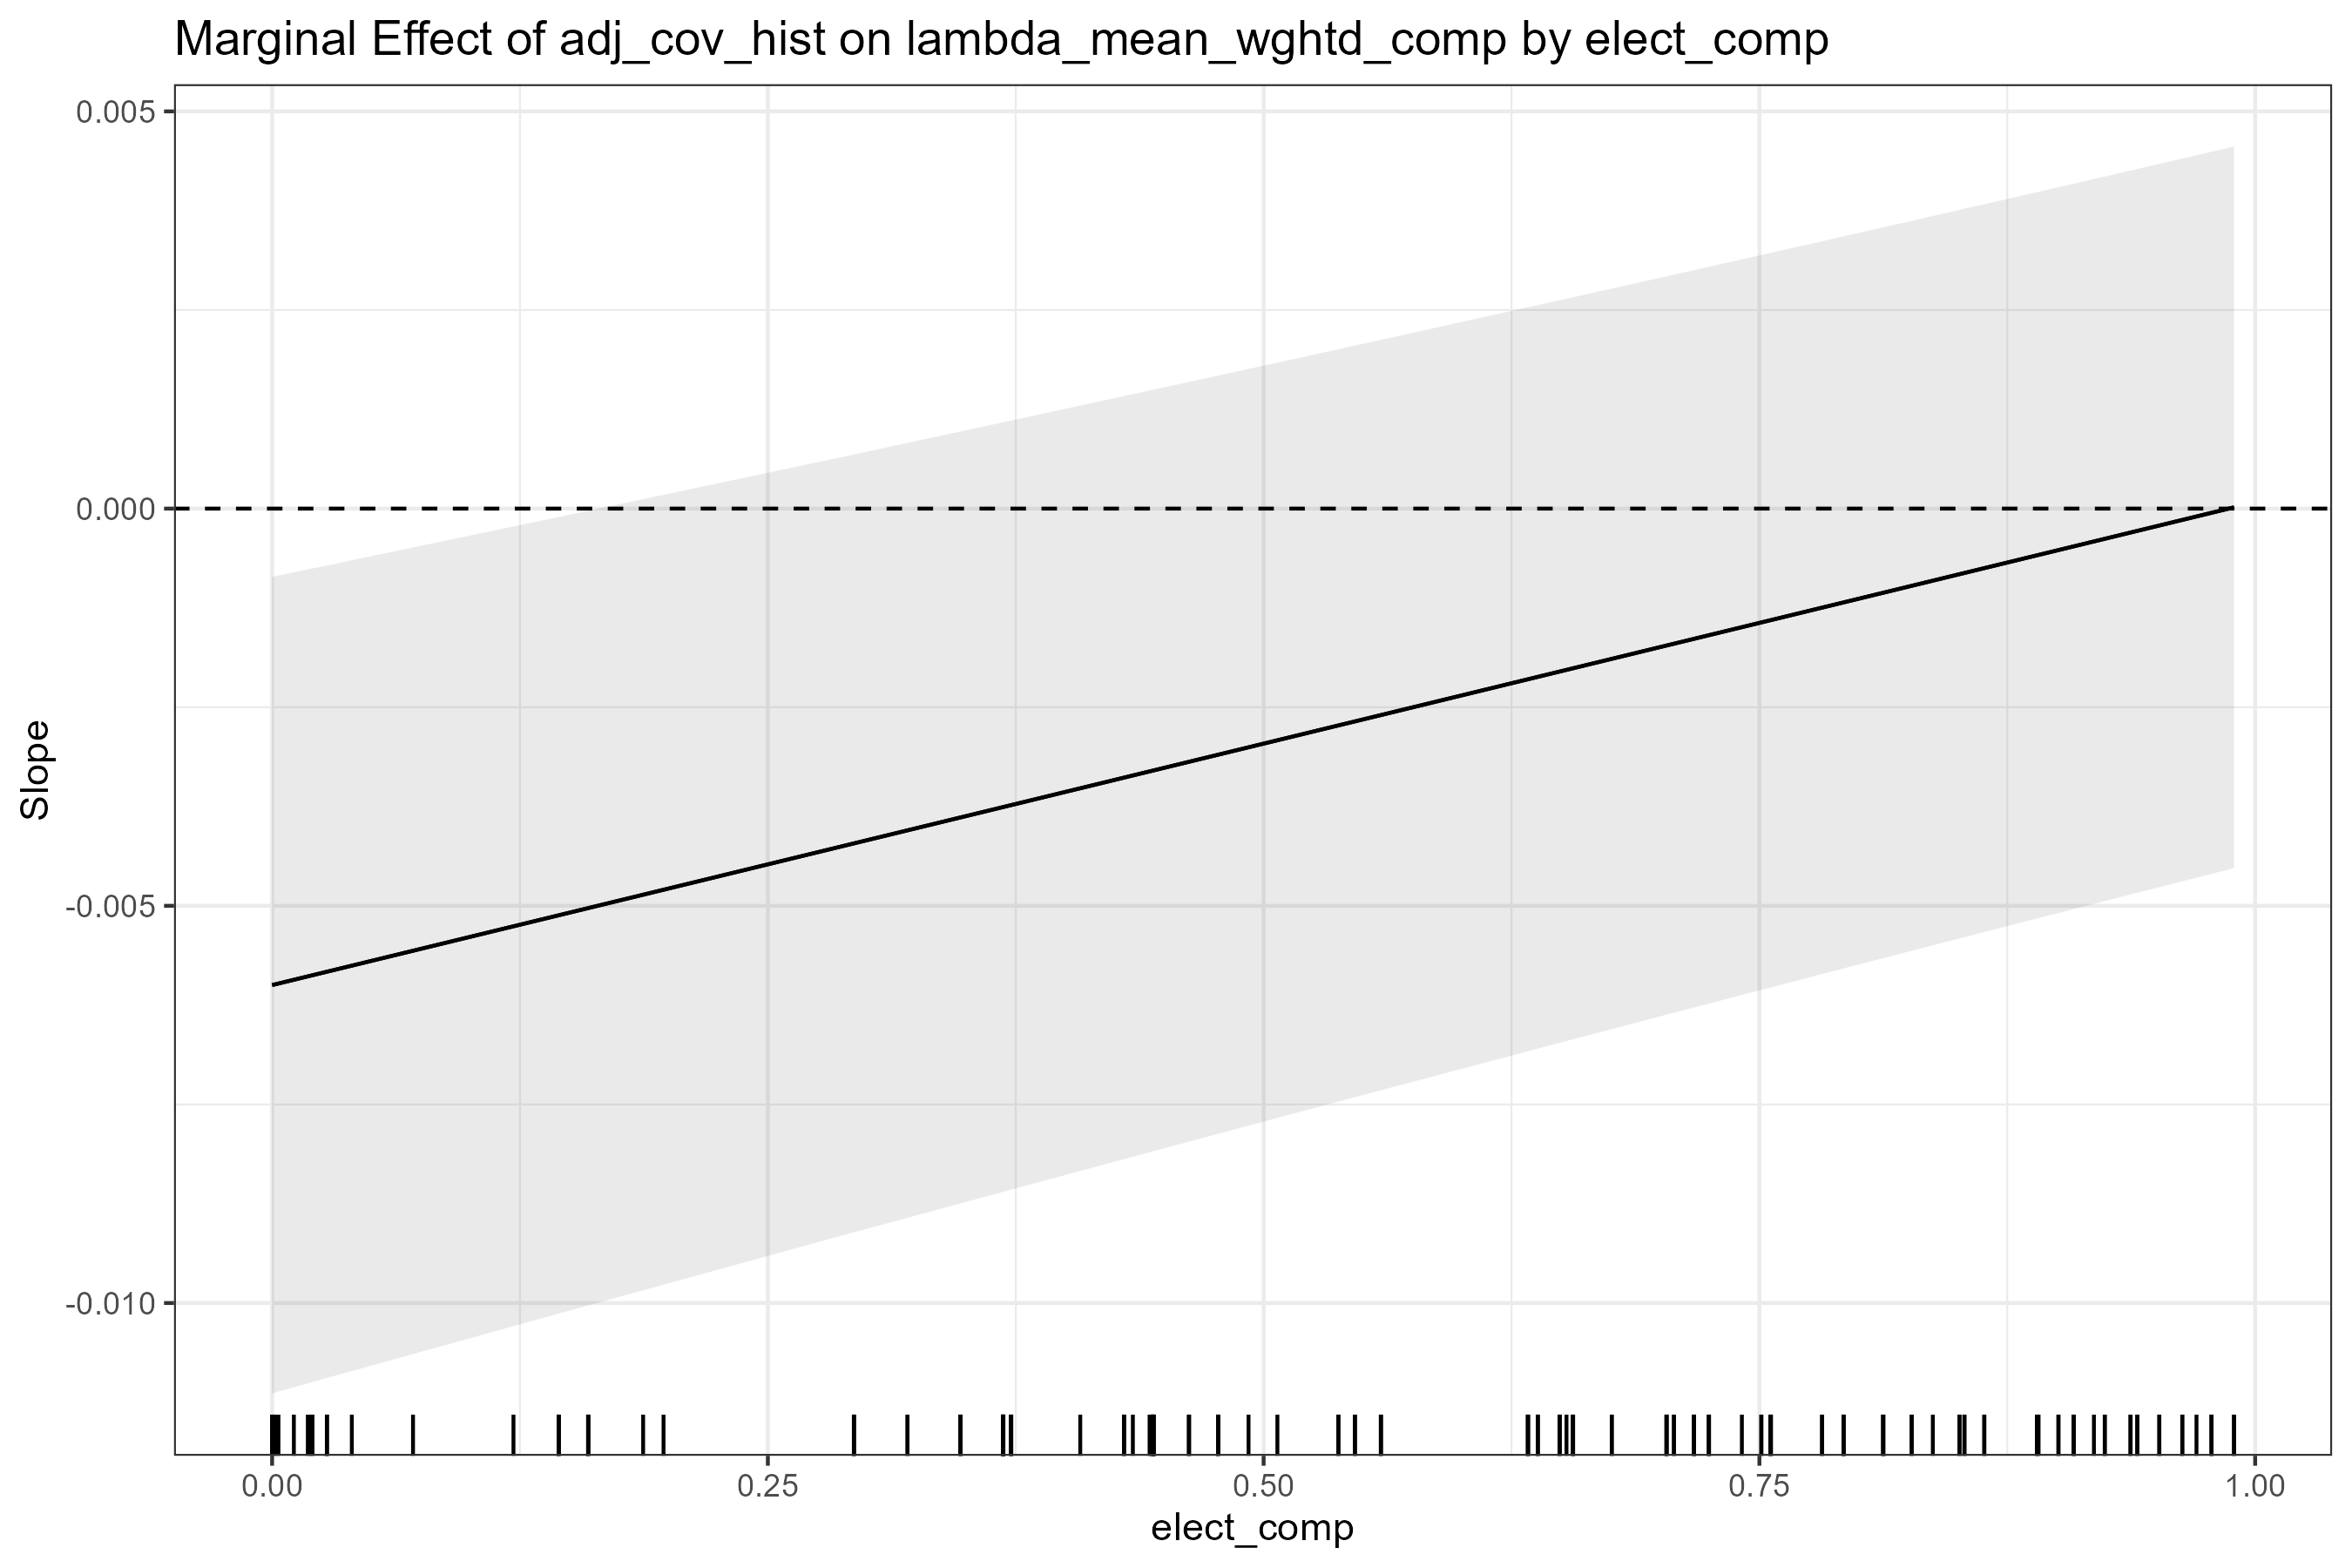 Marginal Effect of adj_cov_hist on lambda_mean_wghtd_comp by elect_comp
0.005
0.000
-0.005
-0.010
Slope
0.00 0.25 0.50 0.75 1.00
elect_comp